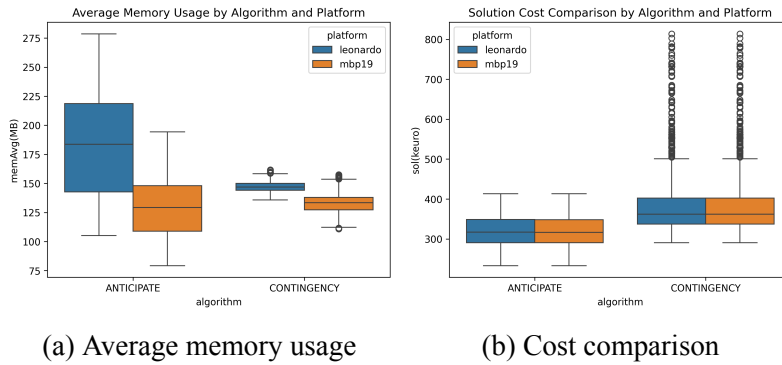 Average Memory Usage by Algorithm and Platform
platform
leonardo
mbp19
memAvg(MB)
275
250
225
200
175
150
125
100
75
ANTICIPATE CONTINGENCY
algorithm
(a) Average memory usage
Solution Cost Comparison by Algorithm and Platform
platform
leonardo
mbp19
sol(keuro)
800
700
600
500
400
300
ANTICIPATE CONTINGENCY
algorithm
(b) Cost comparison